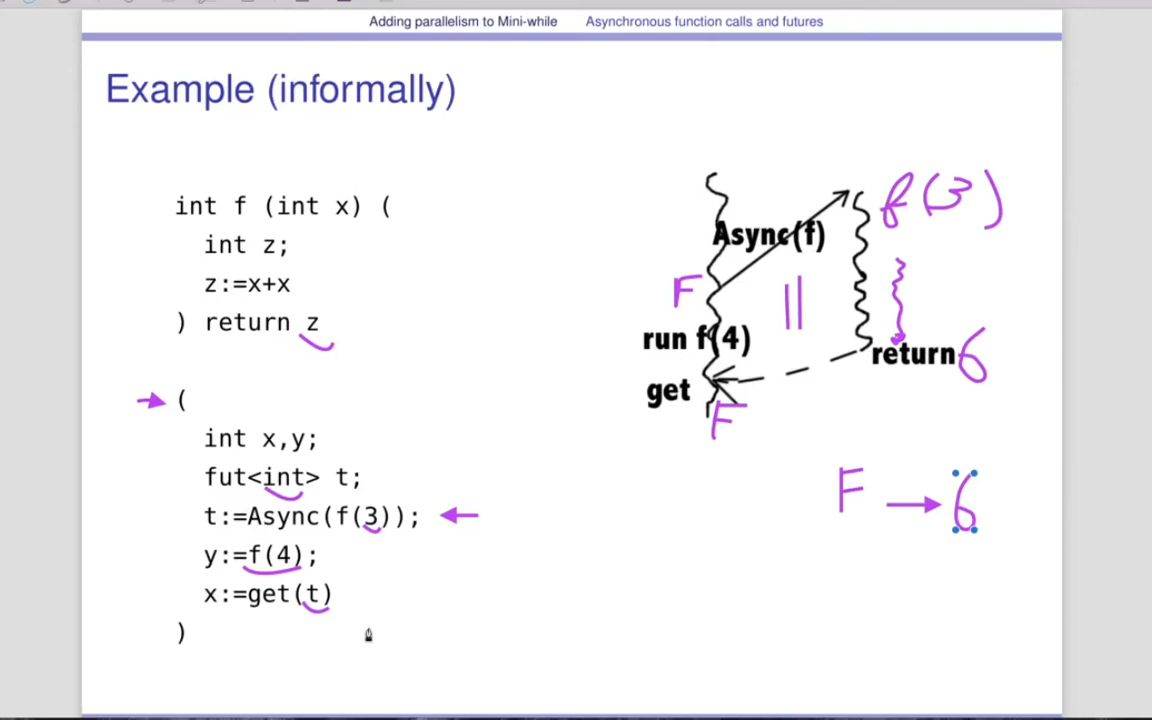 Adding parallelism to Mini-while Asynchronous function calls and futures
Example (informally)
int f (int x) (
int z;
z:=x+x
) return z
(
int x,y;
fut<int> t;
t:=Async(f(3));
y:=f(4);
x:=get(t)
)
f(3)
Async(f)
F
||
run f(4)
return 6
get
F
F → 6